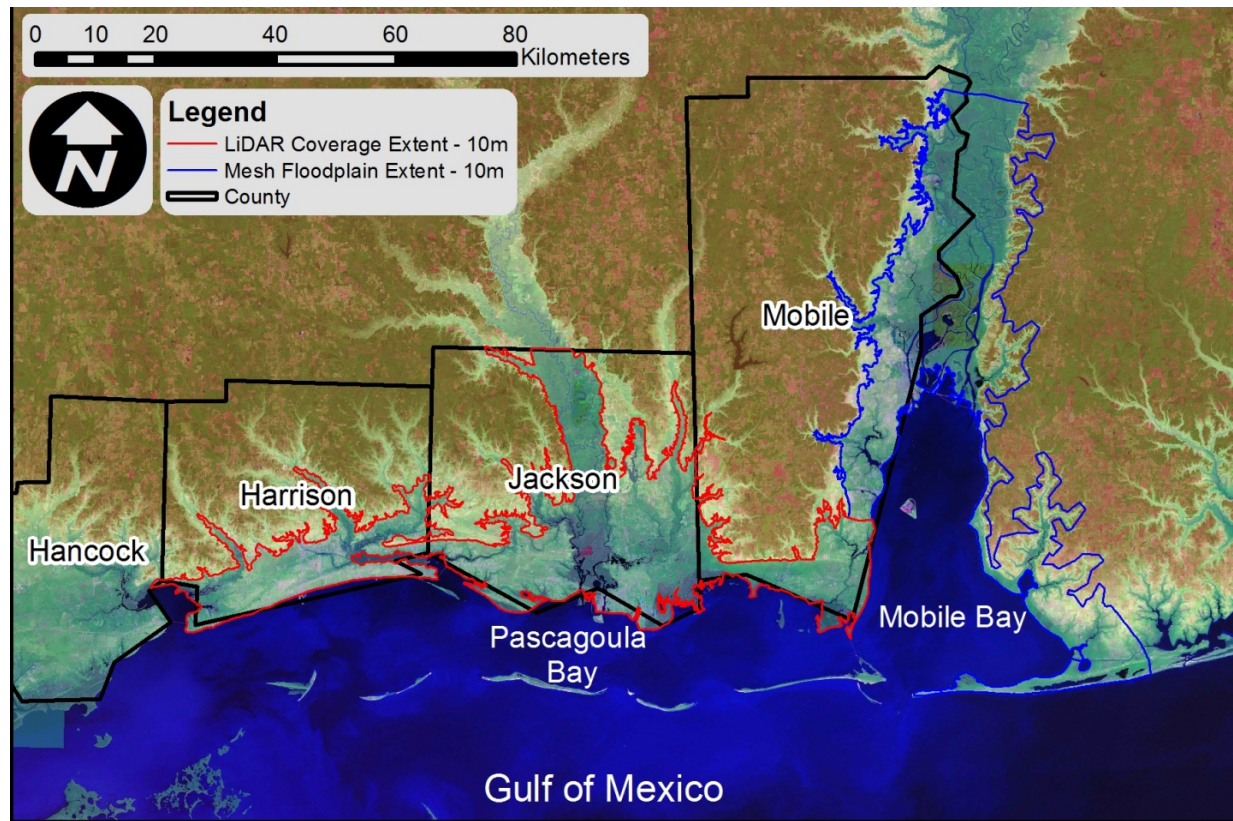 0 10 20 40 60 80
Kilometers
N
Legend
LiDAR Coverage Extent - 10m
Mesh Floodplain Extent - 10m
County
Mobile
Jackson
Harrison
Hancock
Mobile Bay
Pascagoula
Bay
Gulf of Mexico